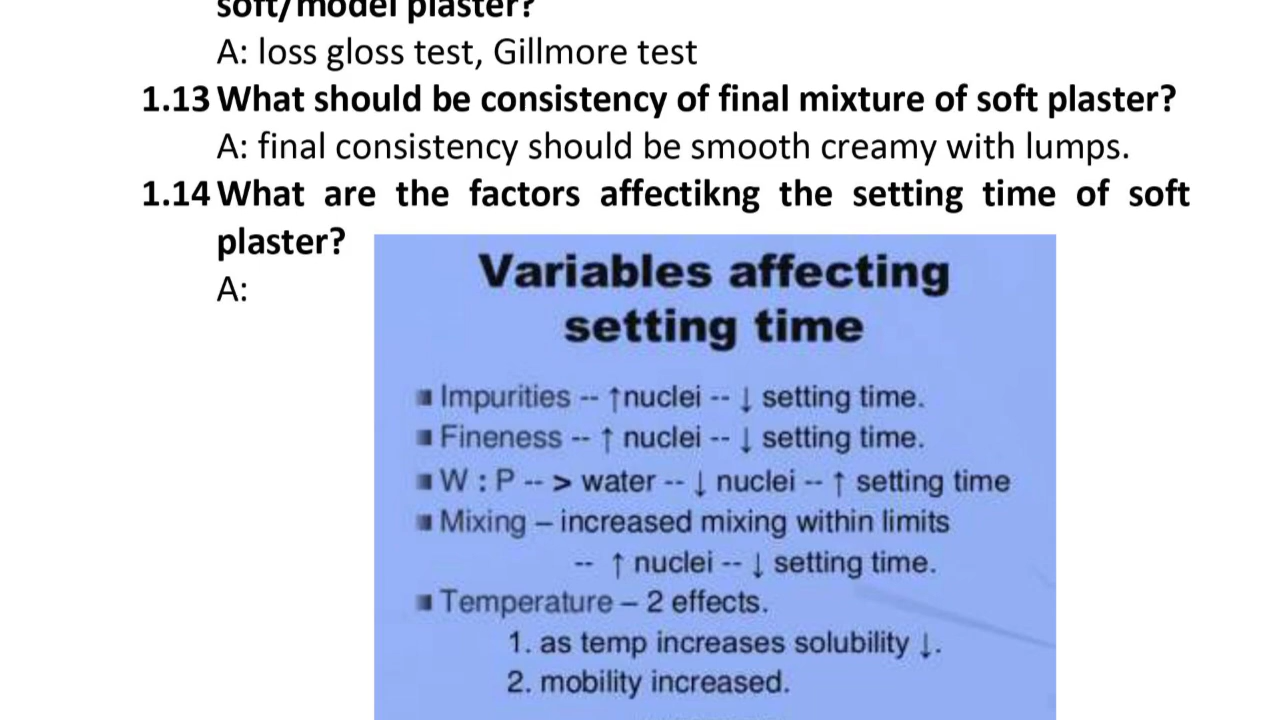 soft/model plaster?
A: loss gloss test, Gillmore test
1.13 What should be consistency of final mixture of soft plaster?
A: final consistency should be smooth creamy with lumps.
1.14 What are the factors affectikng the setting time of soft
plaster?
A:
Variables affecting
setting time
Impurities -- ↑nuclei -- ↓ setting time.
Fineness -- ↑ nuclei -- ↓ setting time.
W : P -- > water -- ↓ nuclei -- ↑ setting time
Mixing – increased mixing within limits
-- ↑ nuclei -- ↓ setting time.
Temperature – 2 effects.
1. as temp increases solubility ↓.
2. mobility increased.